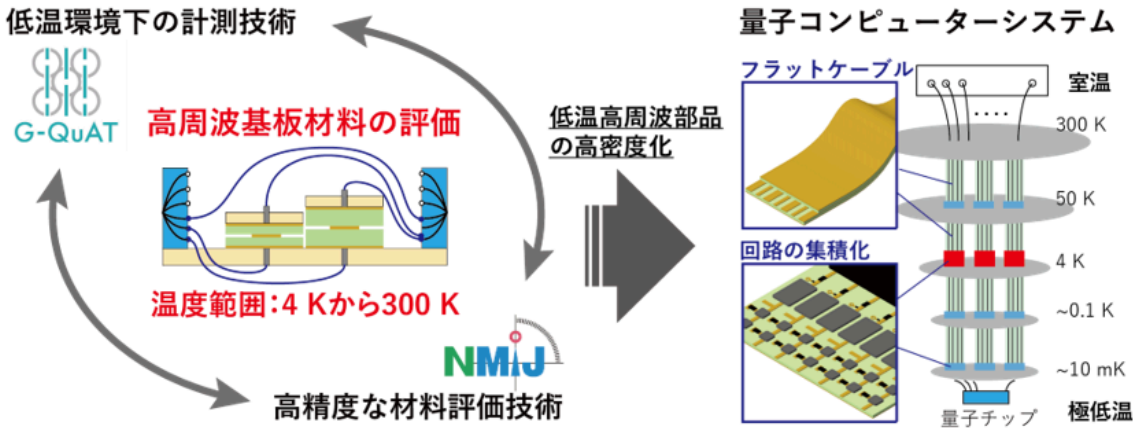 低温環境下の計測技術
G-QuAT
高周波基板材料の評価
温度範囲：4 Kから300 K
NMIJ
高精度な材料評価技術
低温高周波部品
の高密度化
量子コンピューターシステム
フラットケーブル
回路の集積化
室温
300 K
50 K
4 K
~0.1 K
~10 mK
量子チップ
極低温